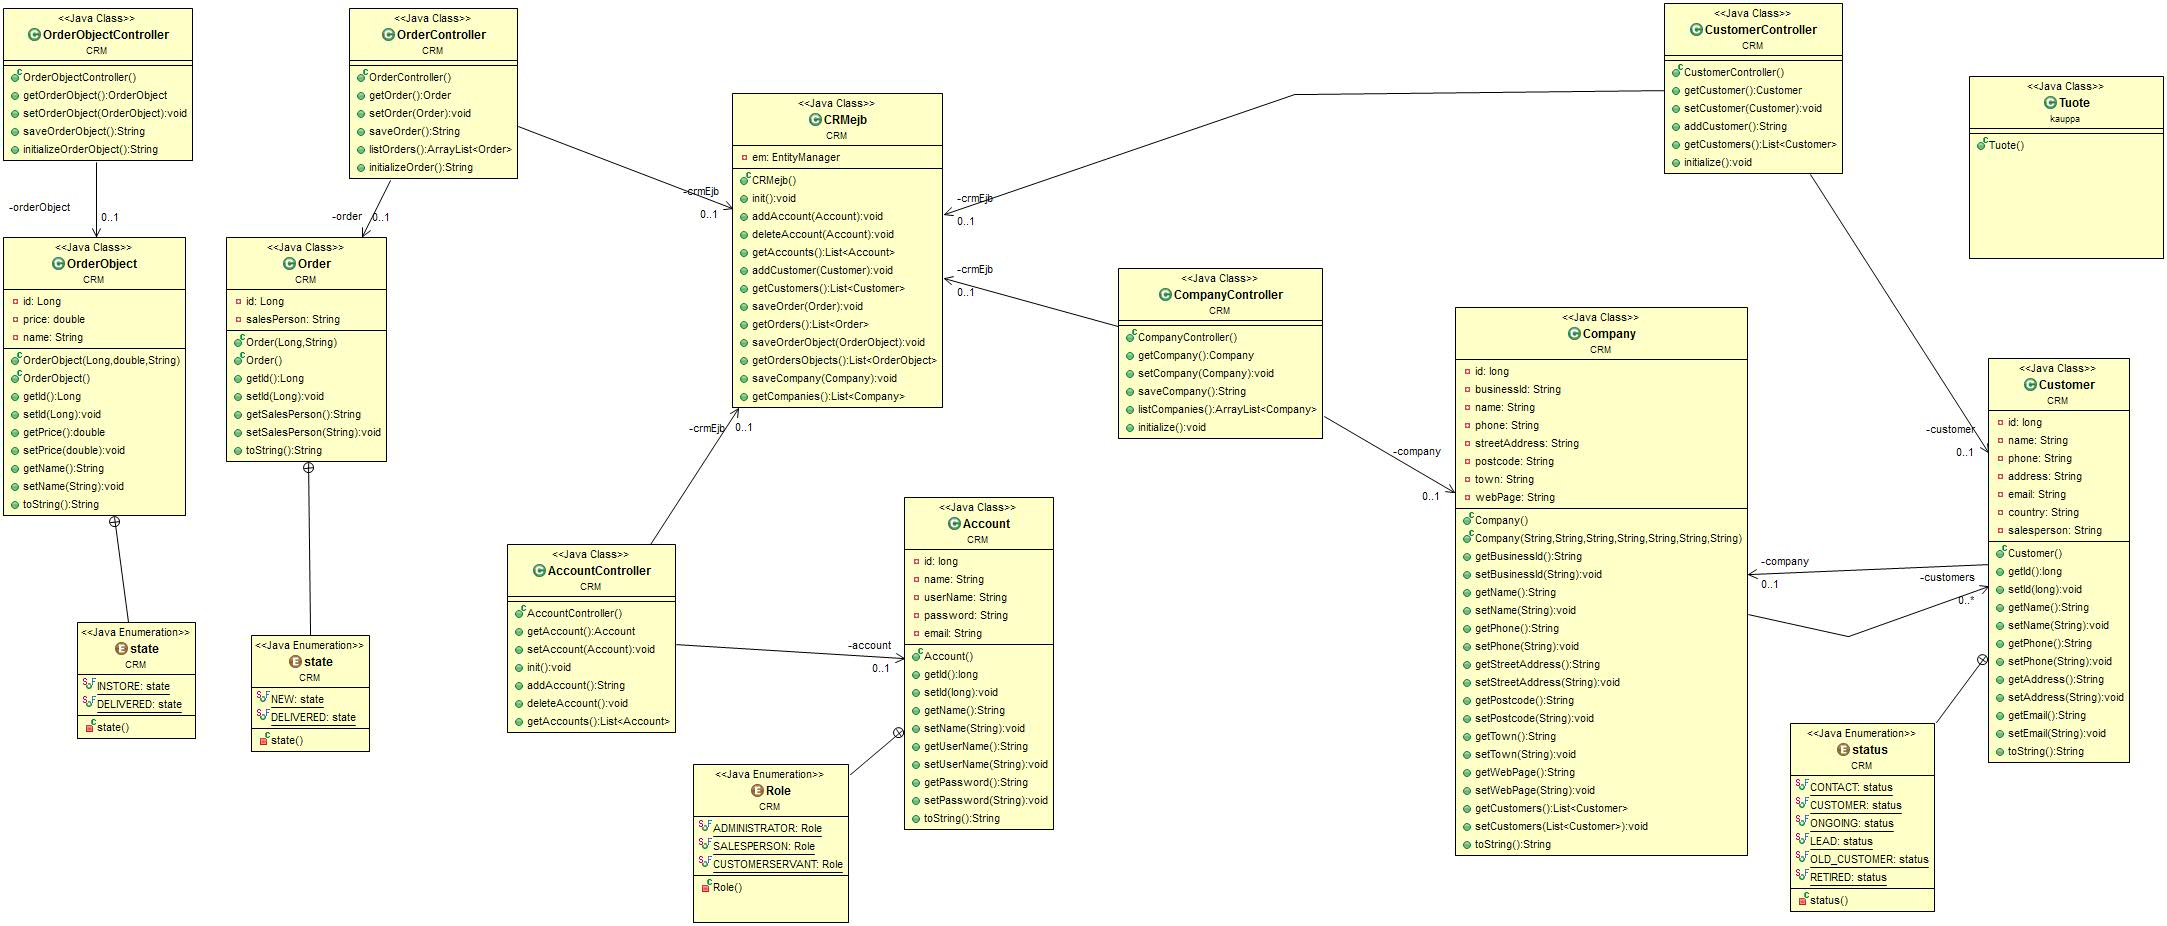 <<Java Class>>
OrderObjectController
CRM
OrderObjectController()
getOrderObject():OrderObject
setOrderObject(OrderObject):void
saveOrderObject():String
initializeOrderObject():String
-orderObject
0..1
<<Java Class>>
OrderObject
CRM
id: Long
price: double
name: String
OrderObject(Long,double,String)
OrderObject()
getId():Long
setId(Long):void
getPrice():double
setPrice(double):void
getName():String
setName(String):void
toString():String
<<Java Enumeration>>
state
CRM
INSTORE: state
DELIVERED: state
state()
<<Java Class>>
OrderController
CRM
OrderController()
getOrder():Order
setOrder(Order):void
saveOrder():String
listOrders():ArrayList<Order>
initializeOrder():String
-order
0..1
<<Java Class>>
Order
CRM
id: Long
salesPerson: String
Order(Long,String)
Order()
getId():Long
setId(Long):void
getSalesPerson():String
setSalesPerson(String):void
toString():String
<<Java Enumeration>>
state
CRM
NEW: state
DELIVERED: state
state()
-crmEjb
0..1
<<Java Class>>
CRMejb
CRM
em: EntityManager
CRMejb()
init():void
addAccount(Account):void
deleteAccount(Account):void
getAccounts():List<Account>
addCustomer(Customer):void
getCustomers():List<Customer>
saveOrder(Order):void
getOrders():List<Order>
saveOrderObject(OrderObject):void
getOrdersObjects():List<OrderObject>
saveCompany(Company):void
getCompanies():List<Company>
-crmEjb
0..1
-crmEjb
0..1
-crmEjb
0..1
<<Java Class>>
AccountController
CRM
AccountController()
getAccount():Account
setAccount(Account):void
init():void
addAccount():String
deleteAccount():void
getAccounts():List<Account>
-account
0..1
<<Java Class>>
Account
CRM
id: long
name: String
userName: String
password: String
email: String
Account()
getId():long
setId(long):void
getName():String
setName(String):void
getUserName():String
setUserName(String):void
getPassword():String
setPassword(String):void
toString():String
<<Java Enumeration>>
Role
CRM
ADMINISTRATOR: Role
SALESPERSON: Role
CUSTOMERSERVANT: Role
Role()
<<Java Class>>
CompanyController
CRM
CompanyController()
getCompany():Company
setCompany(Company):void
saveCompany():String
listCompanies():ArrayList<Company>
initialize():void
-company
0..1
<<Java Class>>
Company
CRM
id: long
businessId: String
name: String
phone: String
streetAddress: String
postcode: String
town: String
webPage: String
Company()
Company(String,String,String,String,String,String,String)
getBusinessId():String
setBusinessId(String):void
getName():String
setName(String):void
getPhone():String
setPhone(String):void
getStreetAddress():String
setStreetAddress(String):void
getPostcode():String
setPostcode(String):void
getTown():String
setTown(String):void
getWebPage():String
setWebPage(String):void
getCustomers():List<Customer>
setCustomers(List<Customer>):void
toString():String
<<Java Class>>
CustomerController
CRM
CustomerController()
getCustomer():Customer
setCustomer(Customer):void
addCustomer():String
getCustomers():List<Customer>
initialize():void
-customer
0..1
-company
0..1
-customers
0..*
<<Java Class>>
Tuote
kauppa
Tuote()
<<Java Class>>
Customer
CRM
id: long
name: String
phone: String
address: String
email: String
country: String
salesperson: String
Customer()
getId():long
setId(long):void
getName():String
setName(String):void
getPhone():String
setPhone(String):void
getAddress():String
setAddress(String):void
getEmail():String
setEmail(String):void
toString():String
<<Java Enumeration>>
status
CRM
CONTACT: status
CUSTOMER: status
ONGOING: status
LEAD: status
OLD_CUSTOMER: status
RETIRED: status
status()